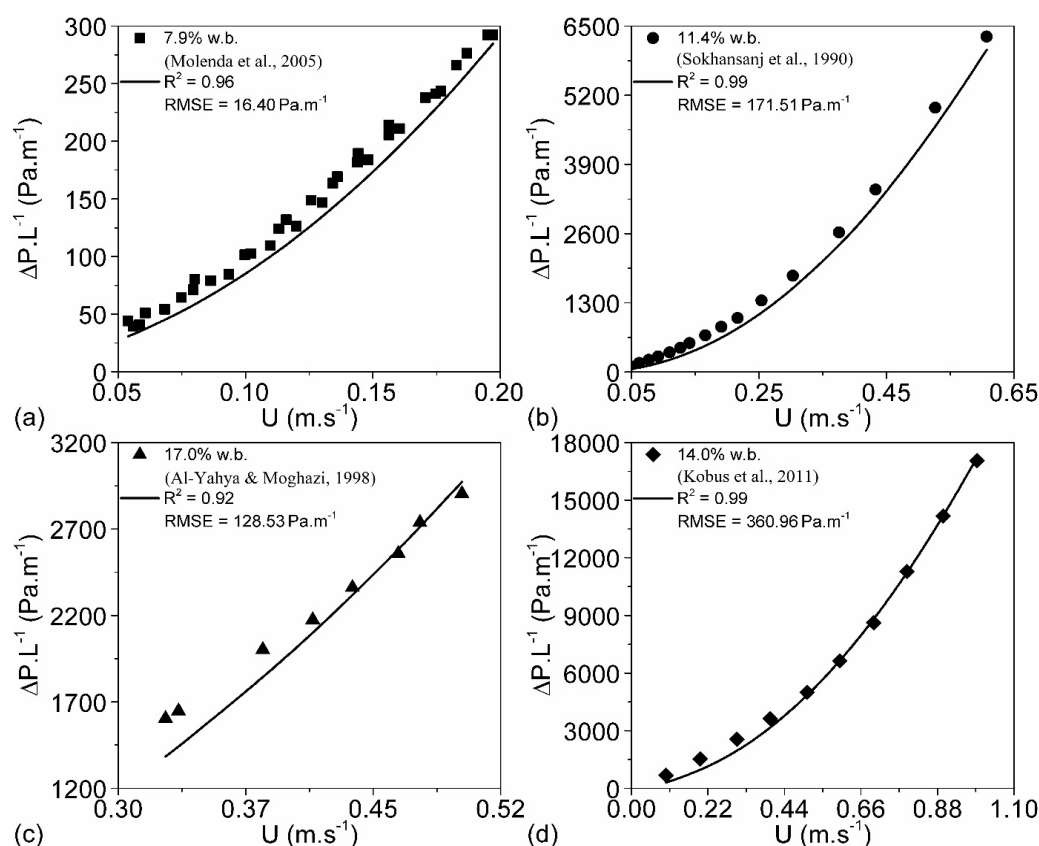 300
250
200
150
100
50
0
ΔP.L⁻¹ (Pa.m⁻¹)
7.9% w.b.
(Molenda et al., 2005)
R² = 0.96
RMSE = 16.40 Pa.m⁻¹
0.05 0.10 0.15 0.20
(a) U (m.s⁻¹)
6500
5200
3900
2600
1300
0
ΔP.L⁻¹ (Pa.m⁻¹)
11.4% w.b.
(Sokhansanj et al., 1990)
R² = 0.99
RMSE = 171.51 Pa.m⁻¹
0.05 0.25 0.45 0.65
(b) U (m.s⁻¹)
3200
2700
2200
1700
1200
ΔP.L⁻¹ (Pa.m⁻¹)
17.0% w.b.
(Al-Yahya & Moghazi, 1998)
R² = 0.92
RMSE = 128.53 Pa.m⁻¹
0.30 0.37 0.45 0.52
(c) U (m.s⁻¹)
18000
15000
12000
9000
6000
3000
0
ΔP.L⁻¹ (Pa.m⁻¹)
14.0% w.b.
(Kobus et al., 2011)
R² = 0.99
RMSE = 360.96 Pa.m⁻¹
0.00 0.22 0.44 0.66 0.88 1.10
(d) U (m.s⁻¹)